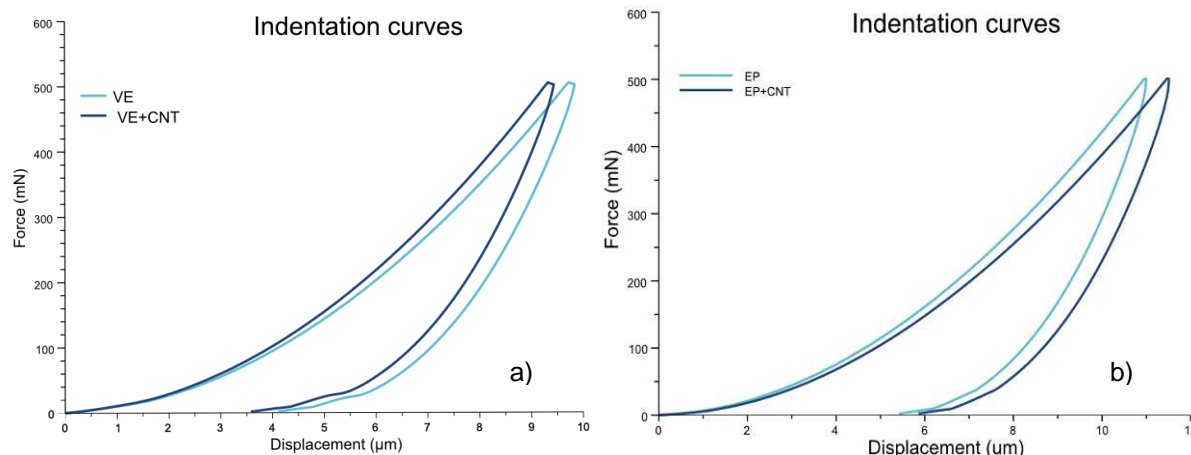 Indentation curves
600
500
400
300
200
100
0
Force (mN)
VE
VE+CNT
a)
0 1 2 3 4 5 6 7 8 9 10
Displacement (µm)
Indentation curves
600
500
400
300
200
100
0
Force (mN)
EP
EP+CNT
b)
0 2 4 6 8 10 12
Displacement (um)